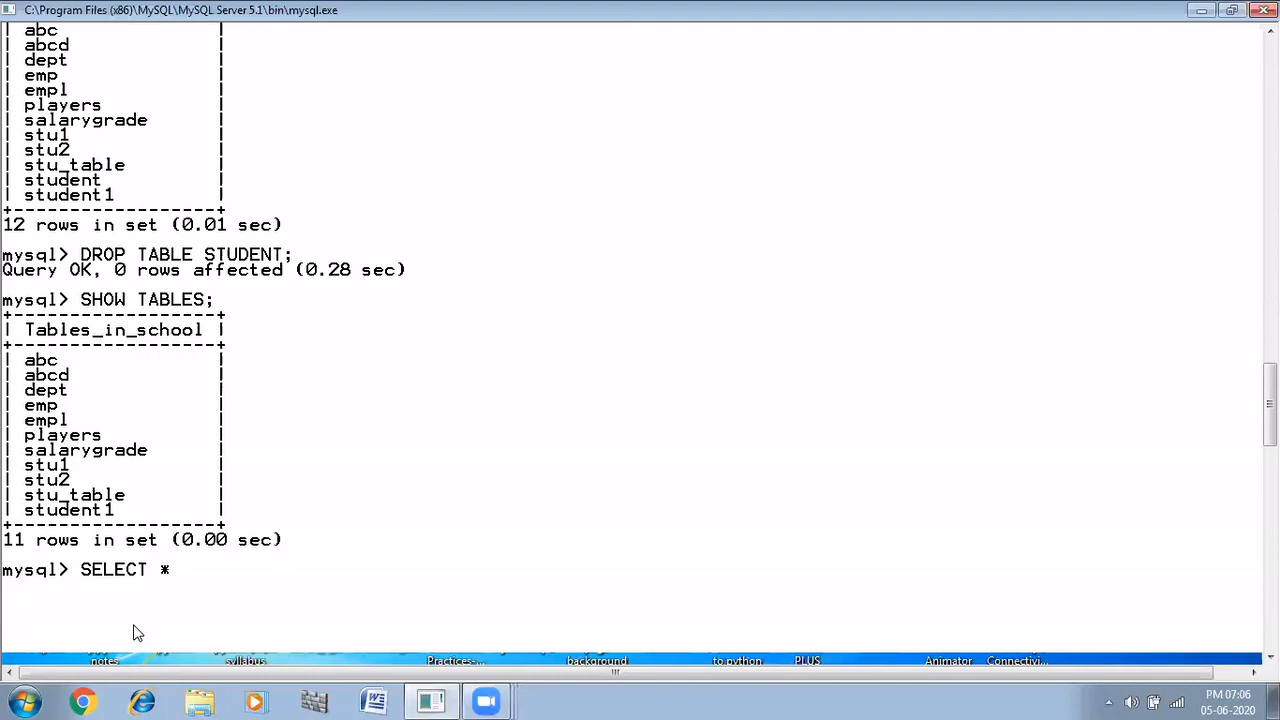 C:\Program Files (x86)\MySQL\MySQL Server 5.1\bin\mysql.exe
| abc |
| abcd |
| dept |
| emp |
| empl |
| players |
| salarygrade |
| stu1 |
| stu2 |
| stu_table |
| student |
| student1 |
+-------------------+
12 rows in set (0.01 sec)
mysql> DROP TABLE STUDENT;
Query OK, 0 rows affected (0.28 sec)
mysql> SHOW TABLES;
+-------------------+
| Tables_in_school |
+-------------------+
| abc |
| abcd |
| dept |
| emp |
| empl |
| players |
| salarygrade |
| stu1 |
| stu2 |
| stu_table |
| student1 |
+-------------------+
11 rows in set (0.00 sec)
mysql> SELECT *
notes syllabus Practices-... background to python PLUS Animator Connectivi...
PM 07:06
05-06-2020